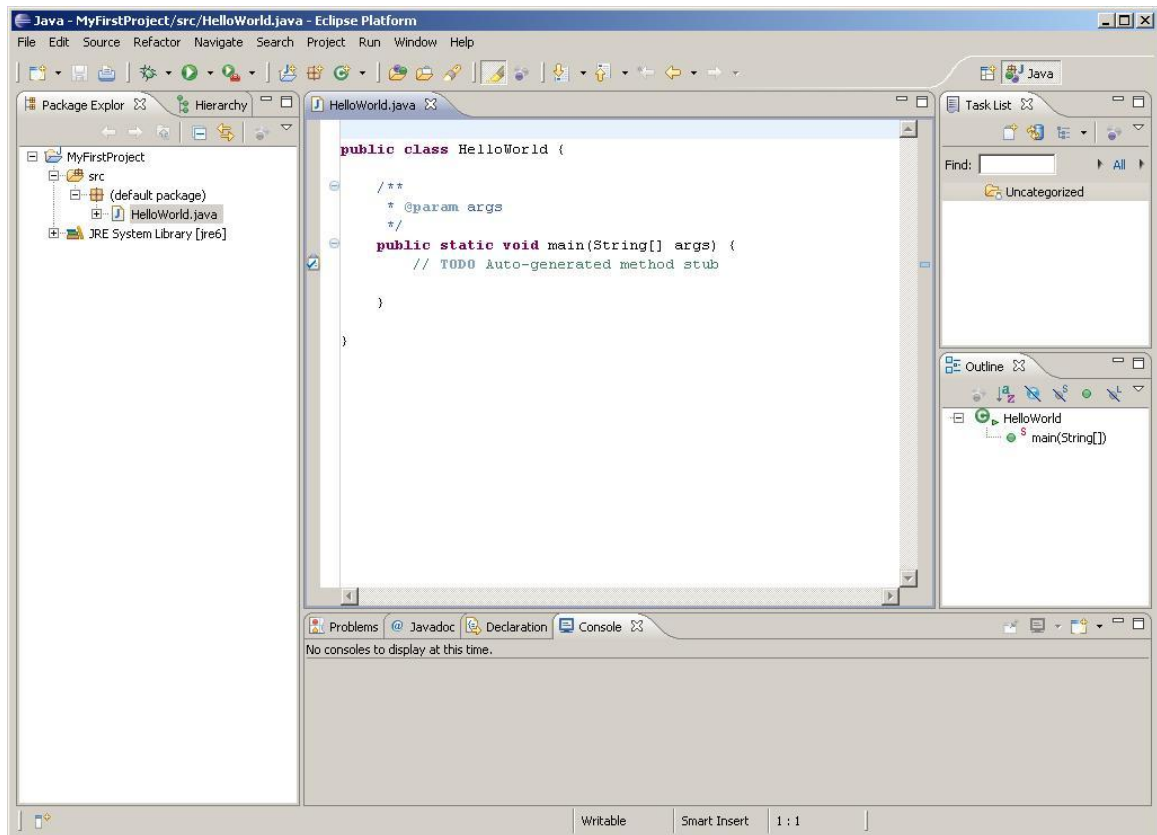 Java - MyFirstProject/src/HelloWorld.java - Eclipse Platform
File Edit Source Refactor Navigate Search Project Run Window Help
Java
Package Explor Hierarchy
MyFirstProject
src
(default package)
HelloWorld.java
JRE System Library [jre6]
HelloWorld.java
public class HelloWorld {
/**
* @param args
*/
public static void main(String[] args) {
// TODO Auto-generated method stub
}
}
Task List
Find: All
Uncategorized
Outline
HelloWorld
main(String[])
Problems @ Javadoc Declaration Console
No consoles to display at this time.
Writable Smart Insert 1 : 1